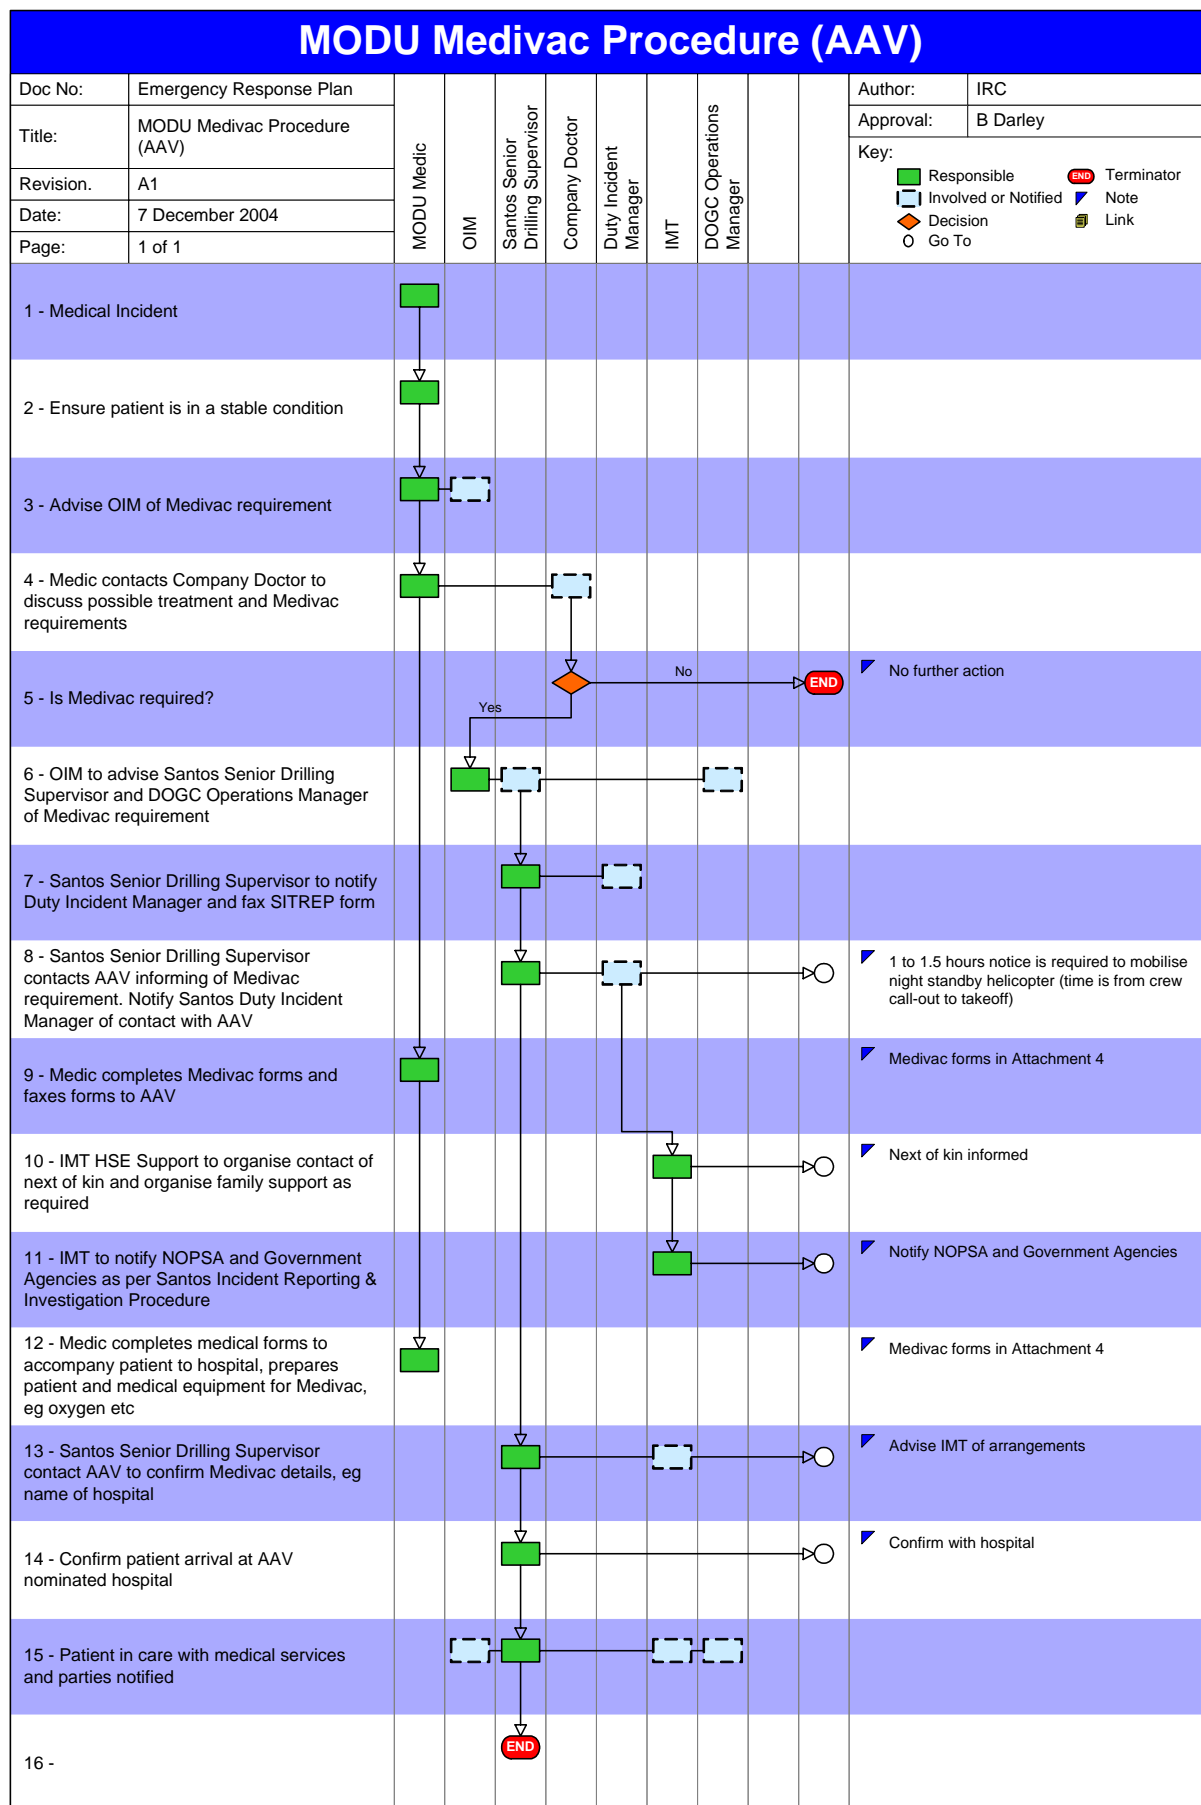 MODU Medivac Procedure (AAV)
Doc No:
Emergency Response Plan
Title:
MODU Medivac Procedure
(AAV)
Revision.
A1
Date:
7 December 2004
Page:
1 of 1
MODU Medic
OIM
Santos Senior
Drilling Supervisor
Company Doctor
Duty Incident
Manager
IMT
DOGC Operations
Manager
Author:
IRC
Approval:
B Darley
Key:
Responsible
END
Terminator
Involved or Notified
Note
Decision
Link
Go To
1 - Medical Incident
2 - Ensure patient is in a stable condition
3 - Advise OIM of Medivac requirement
4 - Medic contacts Company Doctor to
discuss possible treatment and Medivac
requirements
5 - Is Medivac required?
No
END
No further action
Yes
6 - OIM to advise Santos Senior Drilling
Supervisor and DOGC Operations Manager
of Medivac requirement
7 - Santos Senior Drilling Supervisor to notify
Duty Incident Manager and fax SITREP form
8 - Santos Senior Drilling Supervisor
contacts AAV informing of Medivac
requirement. Notify Santos Duty Incident
Manager of contact with AAV
1 to 1.5 hours notice is required to mobilise
night standby helicopter (time is from crew
call-out to takeoff)
9 - Medic completes Medivac forms and
faxes forms to AAV
Medivac forms in Attachment 4
10 - IMT HSE Support to organise contact of
next of kin and organise family support as
required
Next of kin informed
11 - IMT to notify NOPSA and Government
Agencies as per Santos Incident Reporting &
Investigation Procedure
Notify NOPSA and Government Agencies
12 - Medic completes medical forms to
accompany patient to hospital, prepares
patient and medical equipment for Medivac,
eg oxygen etc
Medivac forms in Attachment 4
13 - Santos Senior Drilling Supervisor
contact AAV to confirm Medivac details, eg
name of hospital
Advise IMT of arrangements
14 - Confirm patient arrival at AAV
nominated hospital
Confirm with hospital
15 - Patient in care with medical services
and parties notified
16 -
END